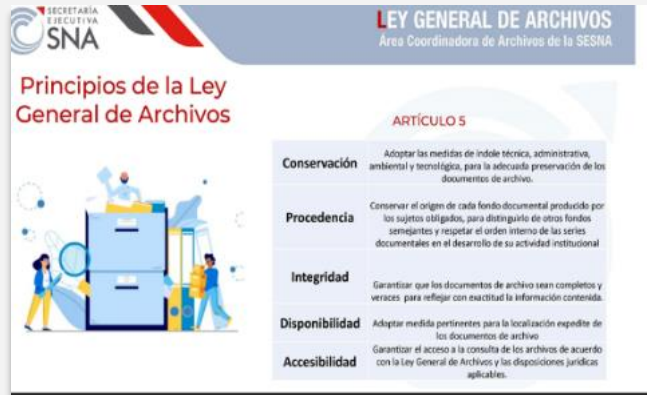 SECRETARÍA
EJECUTIVA
SNA
LEY GENERAL DE ARCHIVOS
Área Coordinadora de Archivos de la SESNA
Principios de la Ley
General de Archivos
ARTÍCULO 5
Conservación
Adoptar las medidas de índole técnica, administrativa,
ambiental y tecnológica, para la adecuada preservación de los
documentos de archivo.
Procedencia
Conservar el origen de cada fondo documental producido por
los sujetos obligados, para distinguirlo de otros fondos
semejantes y respetar el orden interno de las series
documentales en el desarrollo de su actividad institucional
Integridad
Garantizar que los documentos de archivo sean completos y
veraces para reflejar con exactitud la información contenida.
Disponibilidad
Adoptar medida pertinentes para la localización expedite de
los documentos de archivo
Accesibilidad
Garantizar el acceso a la consulta de los archivos de acuerdo
con la Ley General de Archivos y las disposiciones jurídicas
aplicables.